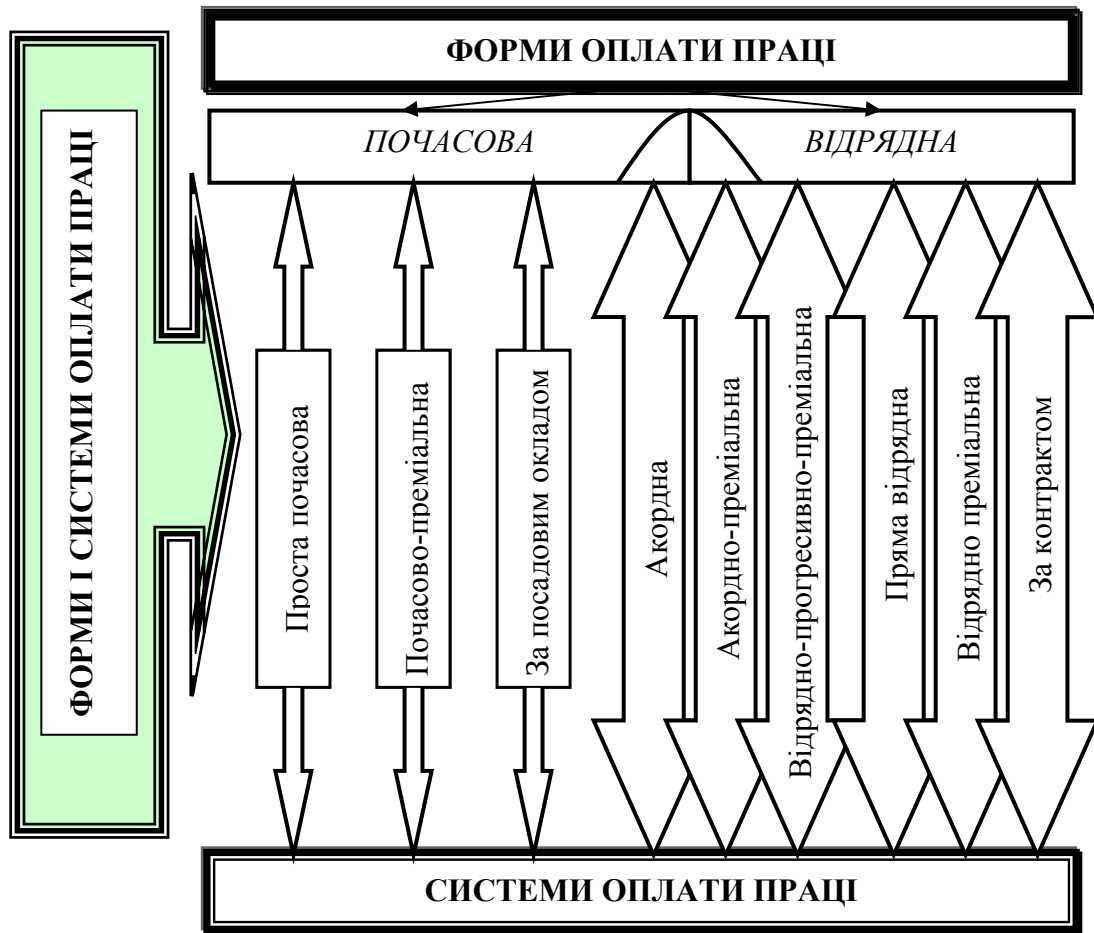 ФОРМИ ОПЛАТИ ПРАЦІ
ПОЧАСОВА
ВІДРЯДНА
ФОРМИ І СИСТЕМИ ОПЛАТИ ПРАЦІ
Проста почасова
Почасово-преміальна
За посадовим окладом
Акордна
Акордно-преміальна
Відрядно-прогресивно-преміальна
Пряма відрядна
Відрядно преміальна
За контрактом
СИСТЕМИ ОПЛАТИ ПРАЦІ